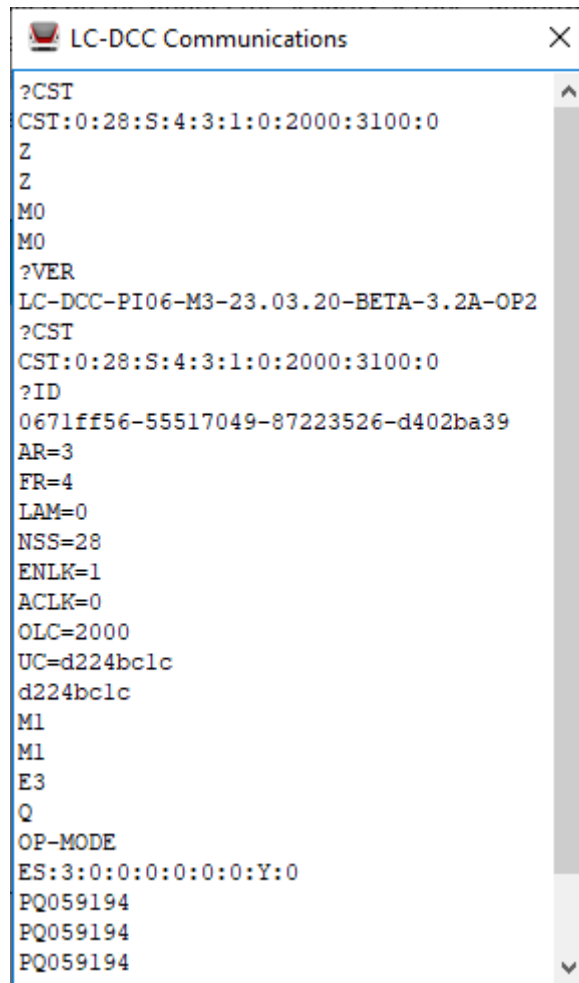 LC-DCC Communications
?CST
CST:0:28:S:4:3:1:0:2000:3100:0
Z
Z
M0
M0
?VER
LC-DCC-PI06-M3-23.03.20-BETA-3.2A-OP2
?CST
CST:0:28:S:4:3:1:0:2000:3100:0
?ID
0671ff56-55517049-87223526-d402ba39
AR=3
FR=4
LAM=0
NSS=28
ENLK=1
ACLK=0
OLC=2000
UC=d224bc1c
d224bc1c
M1
M1
E3
Q
OP-MODE
ES:3:0:0:0:0:0:0:Y:0
PQ059194
PQ059194
PQ059194